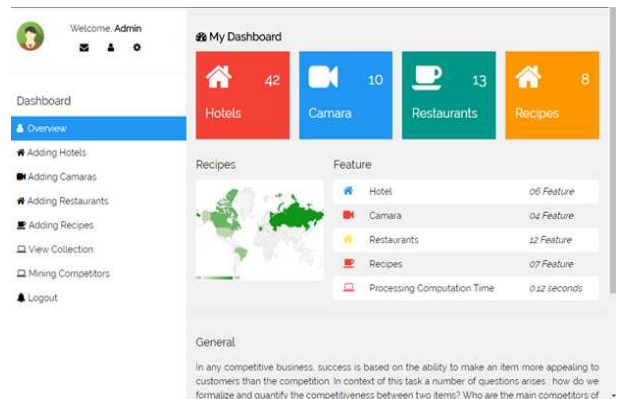 Welcome, Admin
Dashboard
Overview
Adding Hotels
Adding Camaras
Adding Restaurants
Adding Recipes
View Collection
Mining Competitors
Logout
My Dashboard
42
Hotels
10
Camara
13
Restaurants
8
Recipes
Recipes
Feature
Hotel 06 Feature
Camara 04 Feature
Restaurants 12 Feature
Recipes 07 Feature
Processing Computation Time 0.12 seconds
General
In any competitive business, success is based on the ability to make an item more appealing to
customers than the competition. In context of this task a number of questions arises : how do we
formalize and quantify the competitiveness between two items? Who are the main competitors of